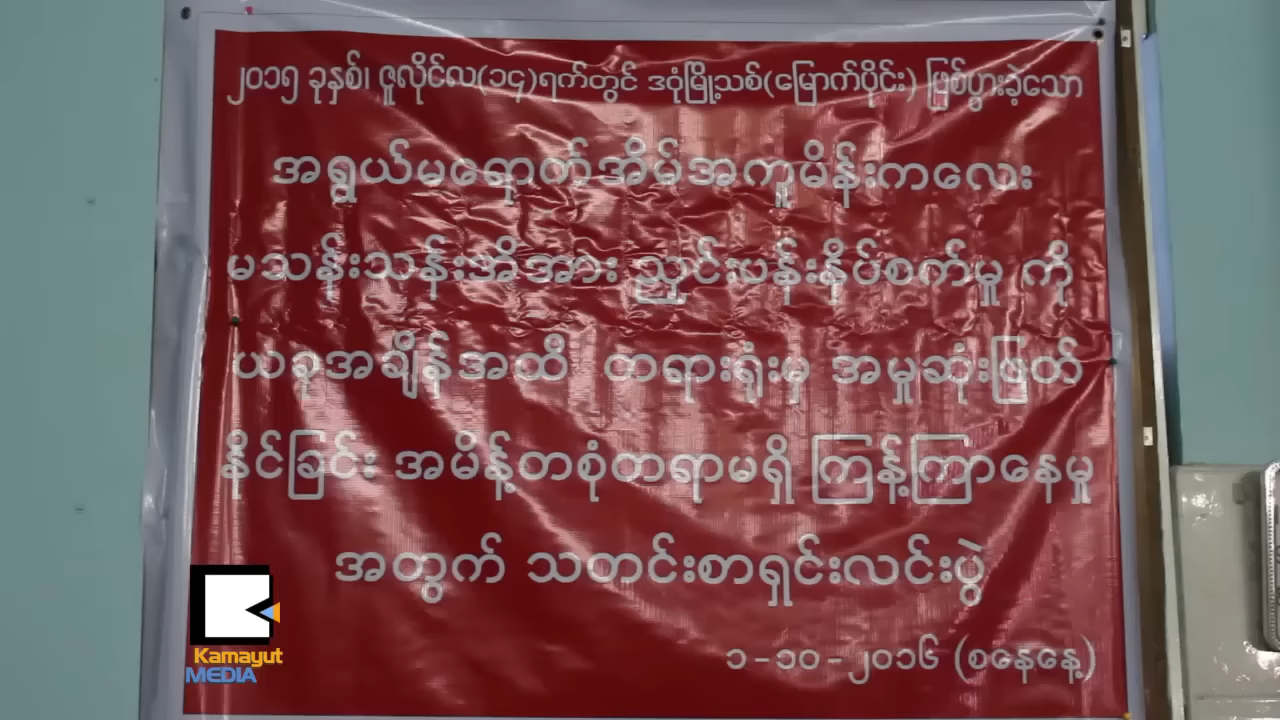 ၂၀၁၅ ခုနှစ်၊ ဇူလိုင်လ(၁၄)ရက်တွင် ဒဂုံမြို့သစ်(မြောက်ပိုင်း) ဖြစ်ပွားခဲ့သော
အရွယ်မရောက်အိမ်အကူမိန်းကလေး
မသန်းသန်းအိအား ညှင်းပန်းနှိပ်စက်မှု ကို
ယခုအချိန်အထိ တရားရုံးမှ အမှုဆုံးဖြတ်
နိုင်ခြင်း အမိန့်တစုံတရာမရှိ ကြန့်ကြာနေမှု
အတွက် သတင်းစာရှင်းလင်းပွဲ
၁-၁၀-၂၀၁၆ (စနေနေ့)
Kamayut
MEDIA